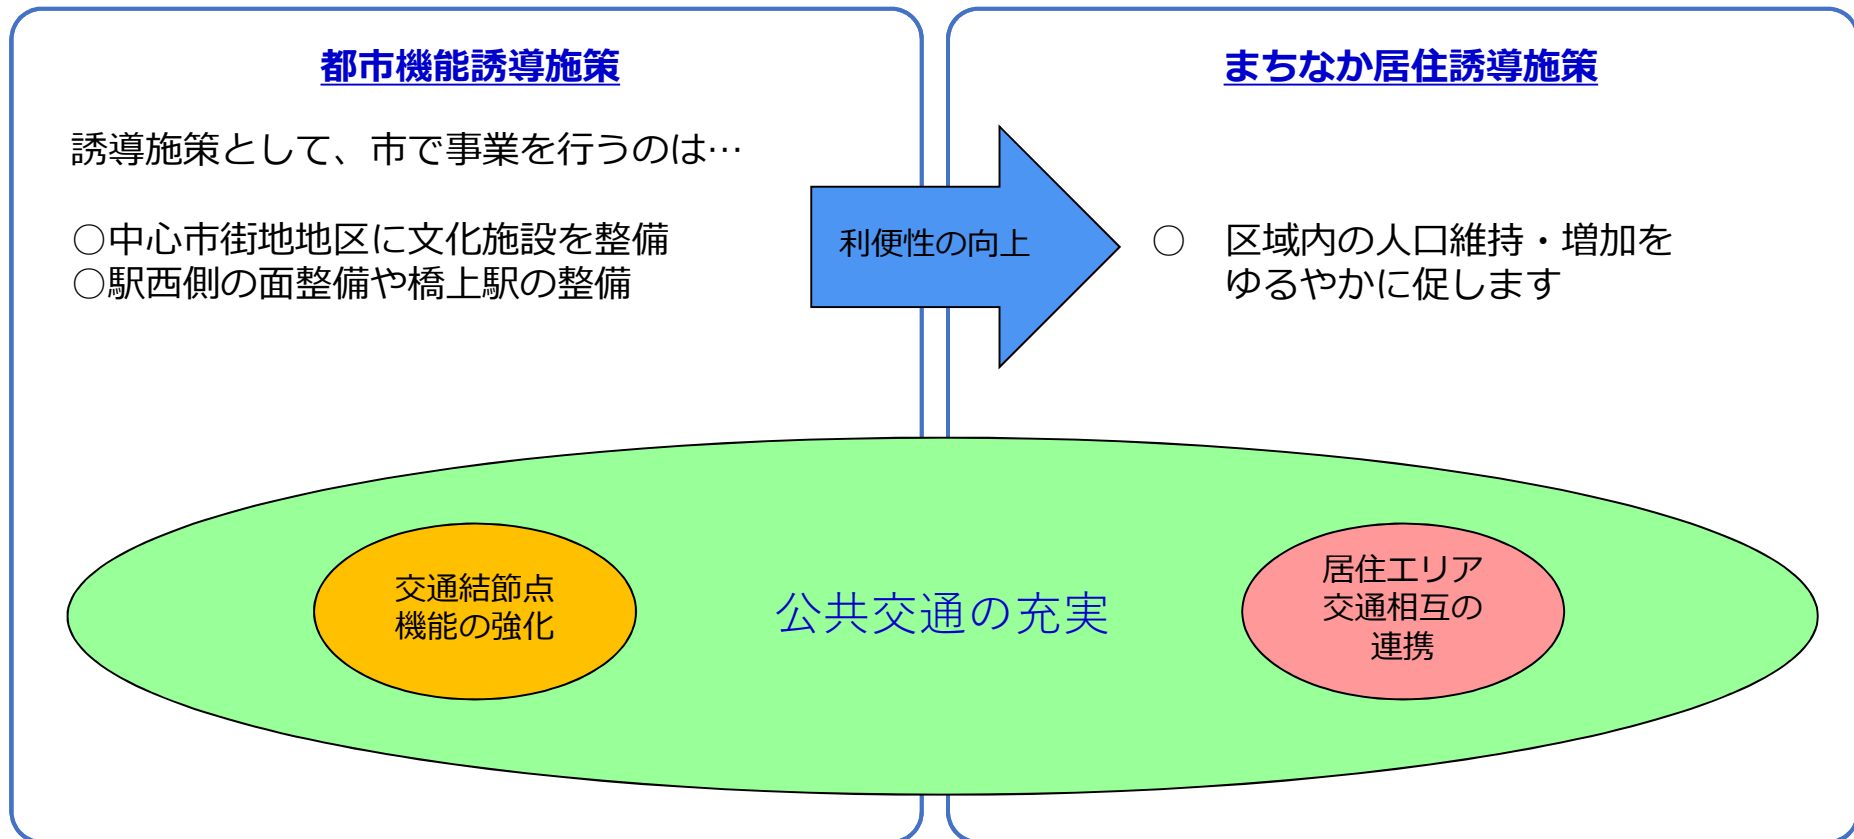 都市機能誘導施策
誘導施策として、市で事業を行うのは…
○中心市街地地区に文化施設を整備
○駅西側の面整備や橋上駅の整備
利便性の向上
まちなか居住誘導施策
○ 区域内の人口維持・増加を
ゆるやかに促します
交通結節点
機能の強化
公共交通の充実
居住エリア
交通相互の
連携